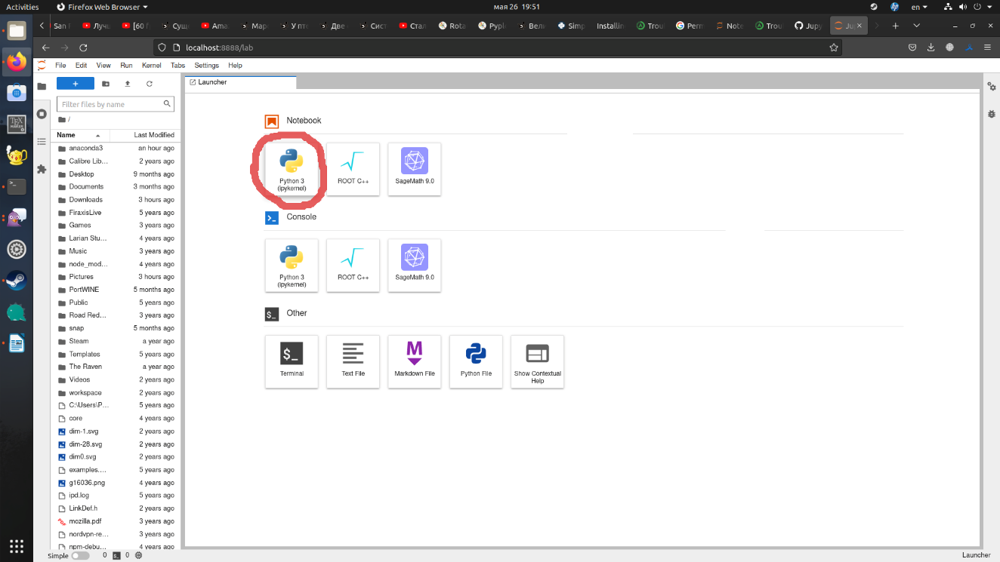 Activities Firefox Web Browser мая 26 19:51 en
San F Лучш [60 f Сущ Ama Маро У пте Две Сист Стал Rota Pyple Вели Simp Installin Trou Perm Note Trou Jupy Ju
localhost:8888/lab
File Edit View Run Kernel Tabs Settings Help
Launcher
Filter files by name
/
Name Last Modified
anaconda3 an hour ago
Calibre Lib... 2 years ago
Desktop 9 months ago
Documents 3 months ago
Downloads 3 hours ago
FiraxisLive 5 years ago
Games 3 years ago
Larian Stu... 4 years ago
Music 3 years ago
node_mod... 4 years ago
Pictures 3 hours ago
PortWINE 5 months ago
Public 5 years ago
Road Red... 3 years ago
snap 5 months ago
Steam a year ago
Templates 5 years ago
The Raven a year ago
Videos 2 years ago
workspace 2 years ago
C:\Users\P... 5 years ago
core 4 years ago
dim-1.svg 2 years ago
dim-28.svg 2 years ago
dim0.svg 2 years ago
examples.... 5 years ago
g16036.png 4 years ago
ipd.log 5 years ago
LinkDef.h 2 years ago
mozilla.pdf 3 years ago
nordvpn-re... 3 years ago
npm-debu... 4 years ago
Notebook
Python 3
(ipykernel)
ROOT C++
SageMath 9.0
Console
Python 3
(ipykernel)
ROOT C++
SageMath 9.0
$_ Other
$_
Terminal
Text File
Markdown File
Python File
Show Contextual
Help
Simple 0 $_ 0 Launcher